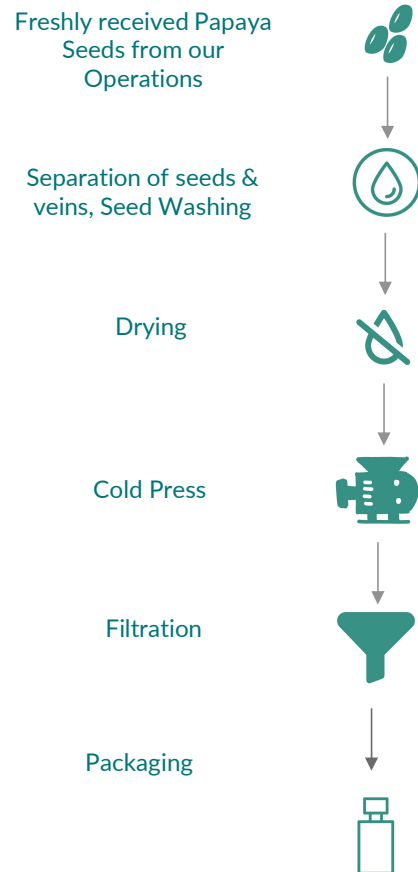 Freshly received Papaya
Seeds from our
Operations
Separation of seeds &
veins, Seed Washing
Drying
Cold Press
Filtration
Packaging